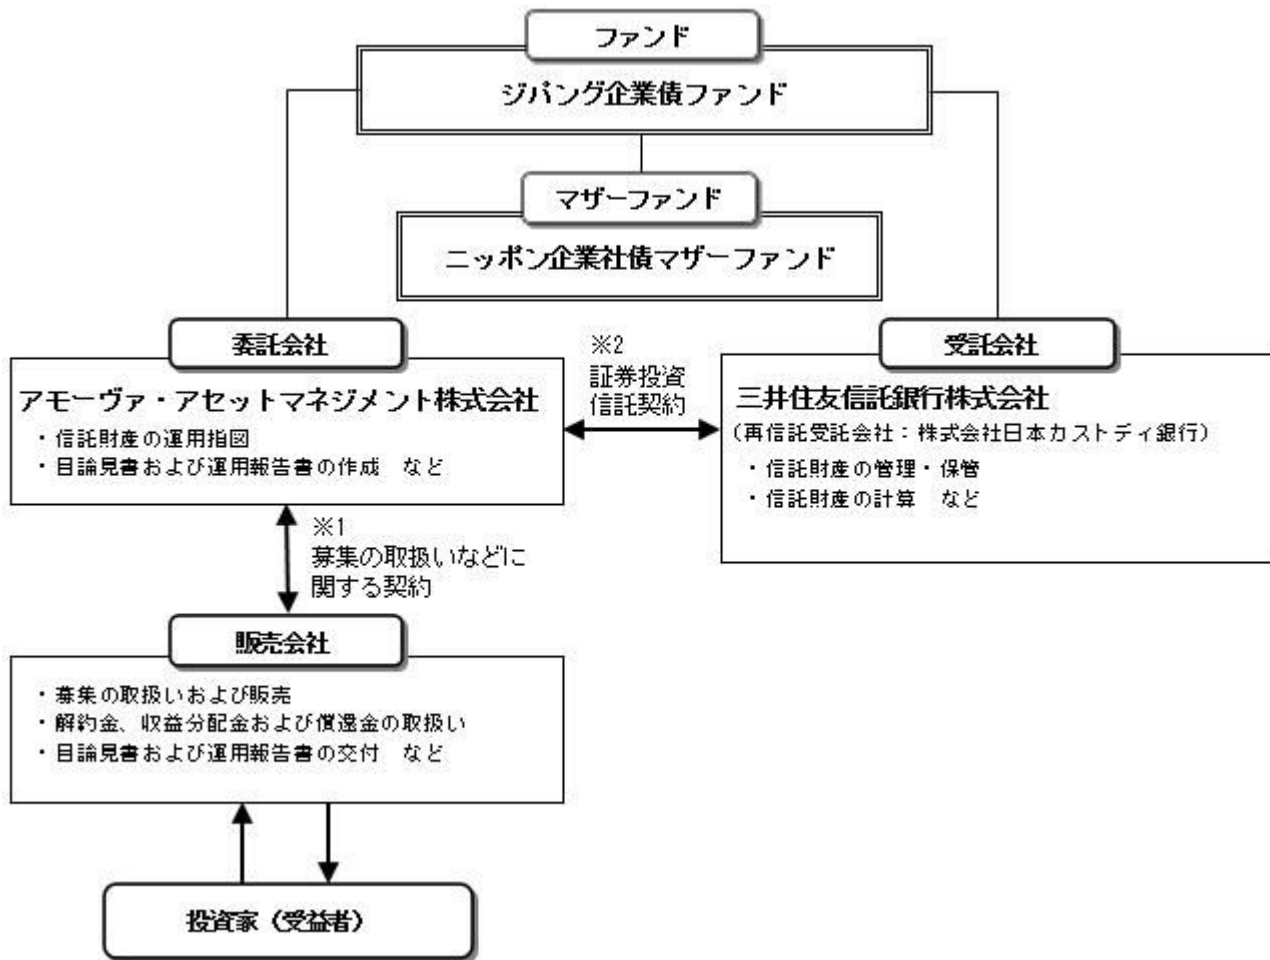 ファンド
ジパング企業債ファンド
マザーファンド
ニッポン企業社債マザーファンド
委託会社
アモーヴァ・アセットマネジメント株式会社
・信託財産の運用指図
・目論見書および運用報告書の作成　など
※2
証券投資
信託契約
受託会社
三井住友信託銀行株式会社
（再信託受託会社：株式会社日本カストディ銀行）
・信託財産の管理・保管
・信託財産の計算　など
※1
募集の取扱いなどに
関する契約
販売会社
・募集の取扱いおよび販売
・解約金、収益分配金および償還金の取扱い
・目論見書および運用報告書の交付　など
投資家（受益者）